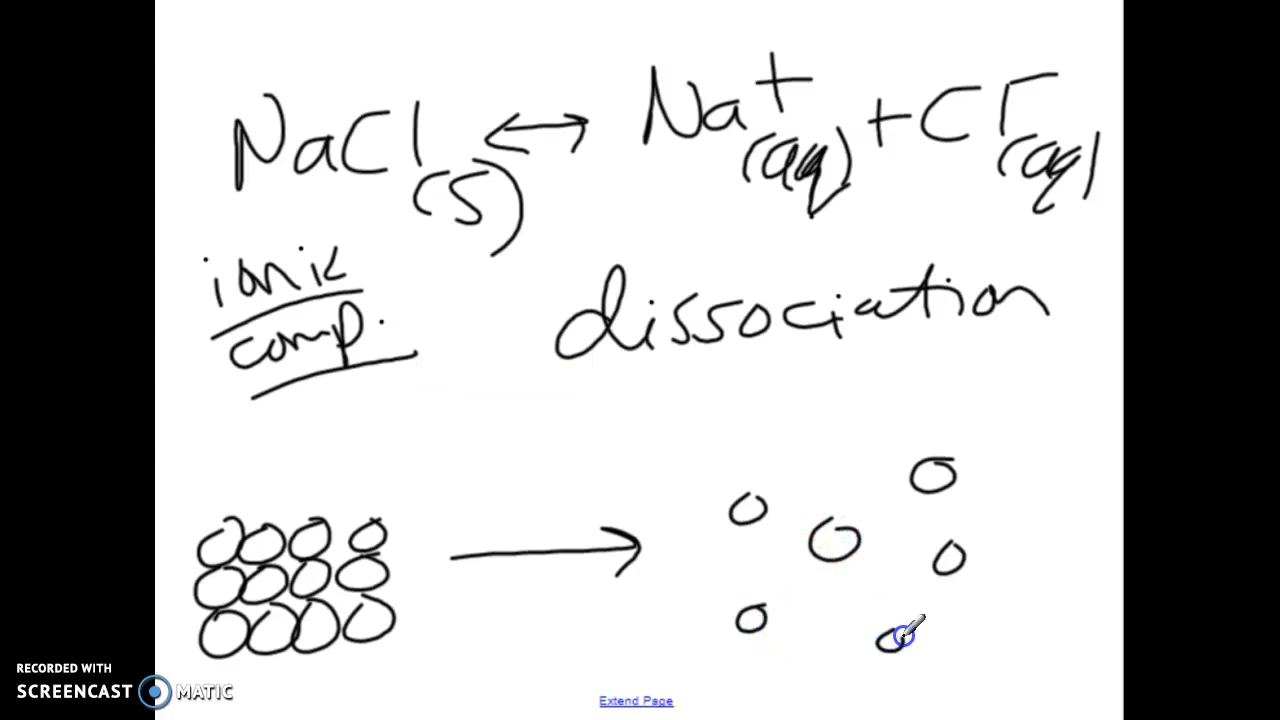 NaCl(s) ↔ Na⁺(aq) + Cl⁻(aq)
ionic
comp.
dissociation
RECORDED WITH
SCREENCAST MATIC
Extend Page